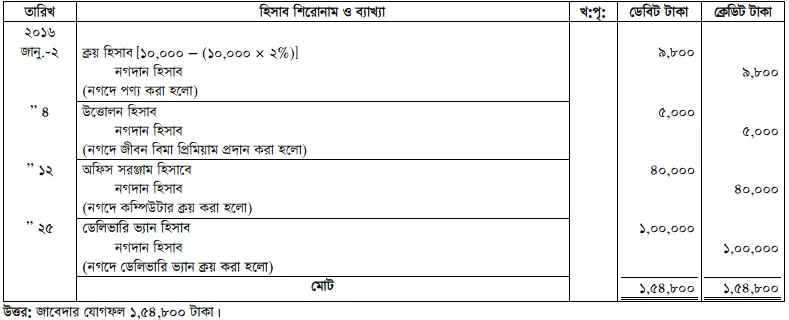 তারিখ হিসাব শিরোনাম ও ব্যাখ্যা খ:পৃ: ডেবিট টাকা ক্রেডিট টাকা
২০১৬
জানু.-২ ক্রয় হিসাব [১০,০০০ − (১০,০০০ × ২%)] ৯,৮০০
নগদান হিসাব ৯,৮০০
(নগদে পণ্য করা হলো)
” ৪ উত্তোলন হিসাব ৫,০০০
নগদান হিসাব ৫,০০০
(নগদে জীবন বিমা প্রিমিয়াম প্রদান করা হলো)
” ১২ অফিস সরঞ্জাম হিসাবে ৪০,০০০
নগদান হিসাব ৪০,০০০
(নগদে কম্পিউটার ক্রয় করা হলো)
” ২৫ ডেলিভারি ভ্যান হিসাব ১,০০,০০০
নগদান হিসাব ১,০০,০০০
(নগদে ডেলিভারি ভ্যান ক্রয় করা হলো)
মোট ১,৫৪,৮০০ ১,৫৪,৮০০
উত্তর: জাবেদার যোগফল ১,৫৪,৮০০ টাকা।